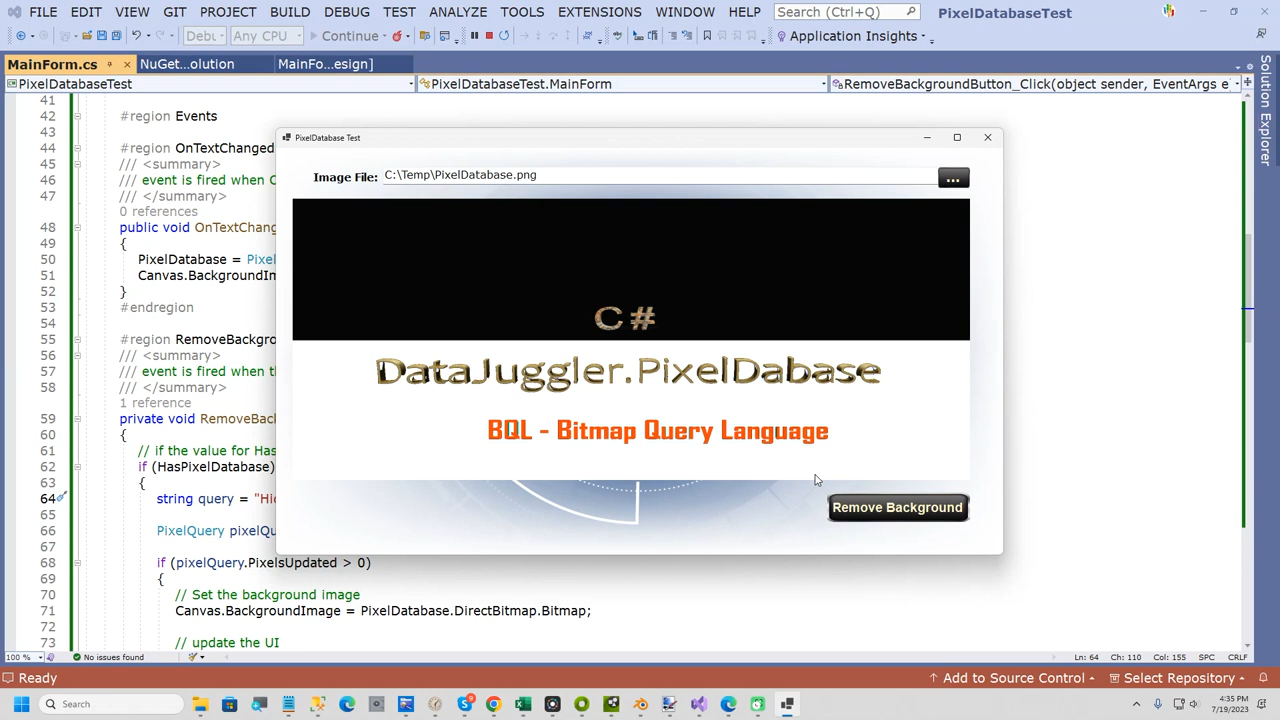 FILE EDIT VIEW GIT PROJECT BUILD DEBUG TEST ANALYZE TOOLS EXTENSIONS WINDOW HELP Search (Ctrl+Q) PixelDatabaseTest
Debu Any CPU Continue Application Insights
MainForm.cs NuGet...olution MainFo...esign]
PixelDatabaseTest PixelDatabaseTest.MainForm RemoveBackgroundButton_Click(object sender, EventArgs e
Solution Explorer
41
42 #region Events
43
44 #region OnTextChanged
45 /// <summary>
46 /// event is fired when
47 /// </summary>
0 references
48 public void OnTextChang
49 {
50 PixelDatabase = Pixe
51 Canvas.BackgroundIm
52 }
53 #endregion
54
55 #region RemoveBackgro
56 /// <summary>
57 /// event is fired when th
58 /// </summary>
1 reference
59 private void RemoveBack
60 {
61 // if the value for Has
62 if (HasPixelDatabase)
63 {
64 string query = "Hid
65
66 PixelQuery pixelQu
67
68 if (pixelQuery.PixelsUpdated > 0)
69 {
70 // Set the background image
71 Canvas.BackgroundImage = PixelDatabase.DirectBitmap.Bitmap;
72
73 // update the UI
PixelDatabase Test
Image File: C:\Temp\PixelDatabase.png ...
C#
DataJuggler.PixelDabase
BQL - Bitmap Query Language
Remove Background
100 % No issues found Ln: 64 Ch: 110 Col: 155 SPC CRLF
Ready Add to Source Control Select Repository
Search 9 4:35 PM
7/19/2023